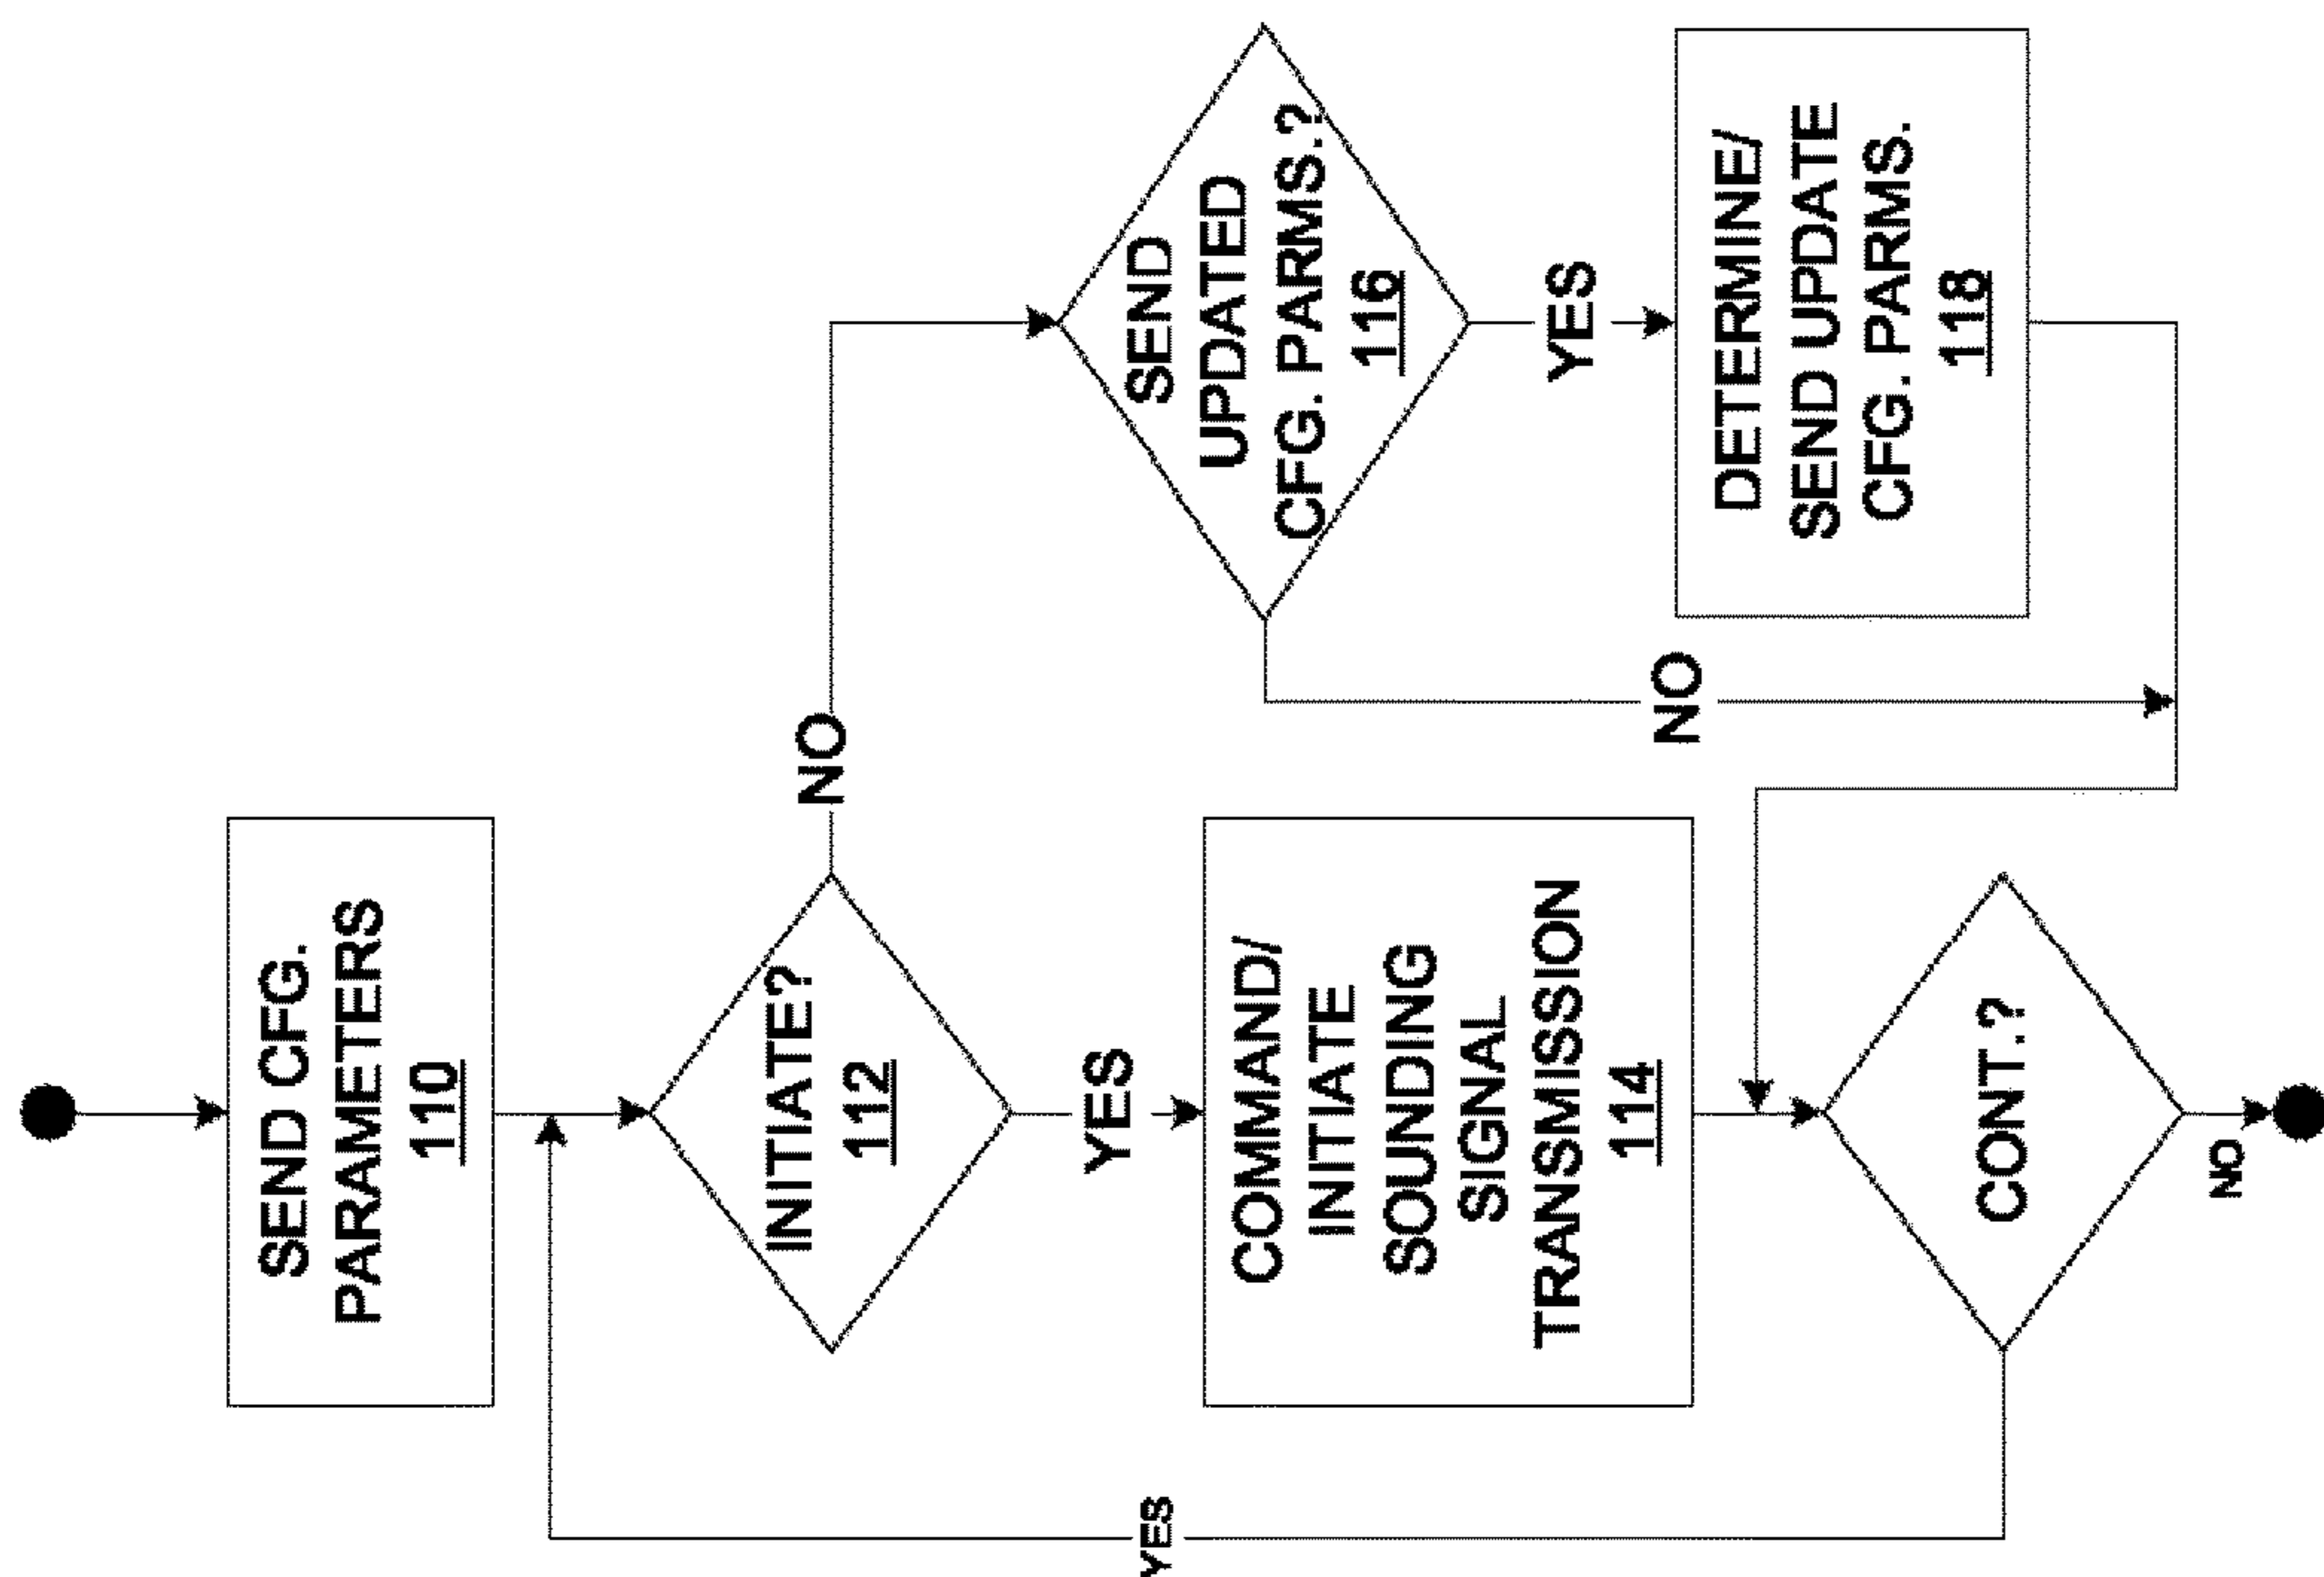 SEND CFG.
PARAMETERS
110
INITIATE?
112
NO
YES
COMMAND/
INITIATE
SOUNDING
SIGNAL
TRANSMISSION
114
SEND
UPDATED
CFG. PARMS.?
116
YES
DETERMINE/
SEND UPDATE
CFG. PARMS.
118
NO
CONT.?
YES
NO